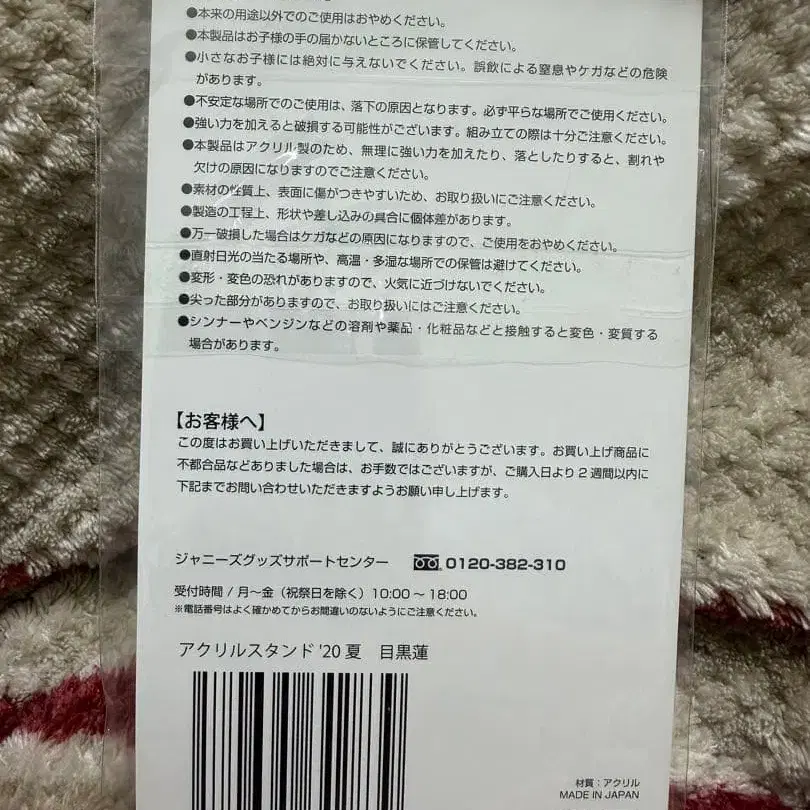 ●本来の用途以外でのご使用はおやめください。
●本製品はお子様の手の届かないところに保管してください。
●小さなお子様には絶対に与えないでください。誤飲による窒息やケガなどの危険
があります。
●不安定な場所でのご使用は、落下の原因となります。必ず平らな場所でご使用ください。
●強い力を加えると破損する可能性がございます。組み立ての際は十分ご注意ください。
●本製品はアクリル製のため、無理に強い力を加えたり、落としたりすると、割れや
欠けの原因になりますのでご注意ください。
●素材の性質上、表面に傷がつきやすいため、お取り扱いにご注意ください。
●製造の工程上、形状や差し込みの具合に個体差があります。
●万一破損した場合はケガなどの原因になりますので、ご使用をおやめください。
●直射日光の当たる場所や、高温・多湿な場所での保管は避けてください。
●変形・変色の恐れがありますので、火気に近づけないでください。
●尖った部分がありますので、お取り扱いにはご注意ください。
●シンナーやベンジンなどの溶剤や薬品・化粧品などと接触すると変色・変質する
場合があります。
【お客様へ】
この度はお買い上げいただきまして、誠にありがとうございます。お買い上げ商品に
不都合品などありました場合は、お手数ではございますが、ご購入日より2週間以内に
下記までお問い合わせいただきますようお願い申し上げます。
ジャニーズグッズサポートセンター 0120-382-310
受付時間/月～金（祝祭日を除く）10:00～18:00
※電話番号はよく確かめてからお間違いのないようにご注意ください。
アクリルスタンド'20夏 目黒蓮
材質：アクリル
MADE IN JAPAN